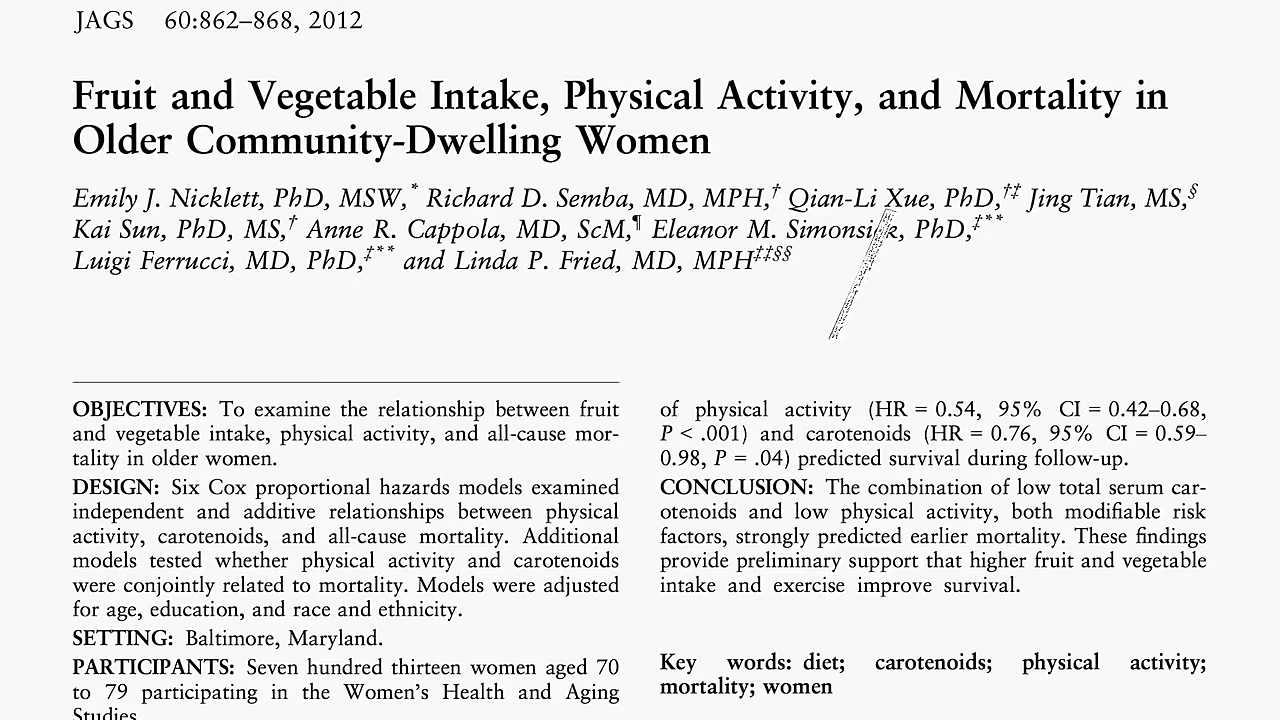 JAGS 60:862–868, 2012
Fruit and Vegetable Intake, Physical Activity, and Mortality in
Older Community-Dwelling Women
Emily J. Nicklett, PhD, MSW,* Richard D. Semba, MD, MPH,† Qian-Li Xue, PhD,†‡ Jing Tian, MS,§
Kai Sun, PhD, MS,† Anne R. Cappola, MD, ScM,¶ Eleanor M. Simonsick, PhD,‡**
Luigi Ferrucci, MD, PhD,‡** and Linda P. Fried, MD, MPH‡‡§§
OBJECTIVES: To examine the relationship between fruit
and vegetable intake, physical activity, and all-cause mor-
tality in older women.
DESIGN: Six Cox proportional hazards models examined
independent and additive relationships between physical
activity, carotenoids, and all-cause mortality. Additional
models tested whether physical activity and carotenoids
were conjointly related to mortality. Models were adjusted
for age, education, and race and ethnicity.
SETTING: Baltimore, Maryland.
PARTICIPANTS: Seven hundred thirteen women aged 70
to 79 participating in the Women's Health and Aging
Studies.
of physical activity (HR = 0.54, 95% CI = 0.42–0.68,
P < .001) and carotenoids (HR = 0.76, 95% CI = 0.59–
0.98, P = .04) predicted survival during follow-up.
CONCLUSION: The combination of low total serum car-
otenoids and low physical activity, both modifiable risk
factors, strongly predicted earlier mortality. These findings
provide preliminary support that higher fruit and vegetable
intake and exercise improve survival.
Key words: diet; carotenoids; physical activity;
mortality; women